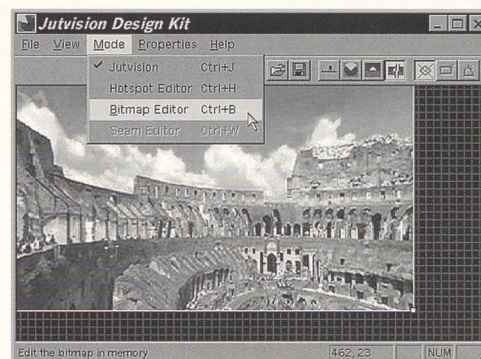 Jutvision Design Kit
File View Mode Properties Help
✔ Jutvision Ctrl+J
Hotspot Editor Ctrl+H
Bitmap Editor Ctrl+B
Seam Editor Ctrl+W
Edit the bitmap in memory 462,23 NUM